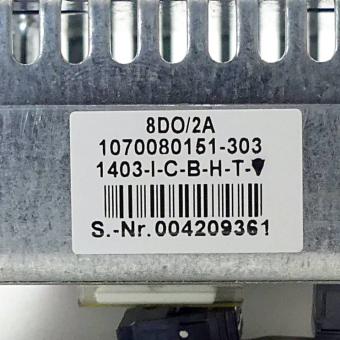 8DO/2A
1070080151-303
1403-I-C-B-H-T-
S.-Nr.004209361